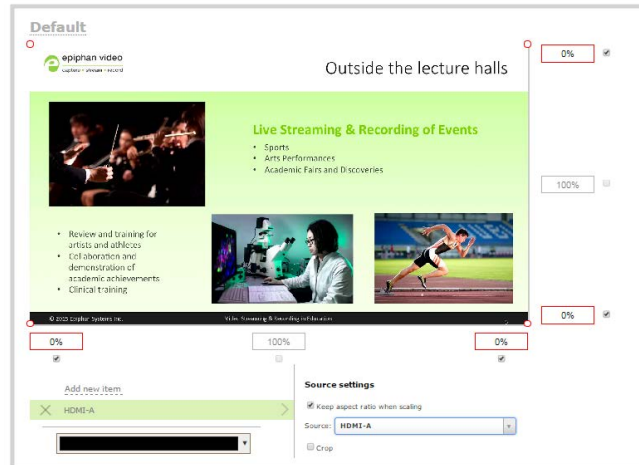 Default
epiphan video
capture - stream - record
Outside the lecture halls
0%
Live Streaming & Recording of Events
• Sports
• Arts Performances
• Academic Fairs and Discoveries
100%
• Review and training for
artists and athletes
• Collaboration and
demonstration of
academic achievements
• Clinical training
© 2015 Epiphan Systems Inc.
Video Streaming & Recording in Education
0%
0%
100%
0%
Add new item
HDMI-A
Source settings
Keep aspect ratio when scaling
Source: HDMI-A
Crop